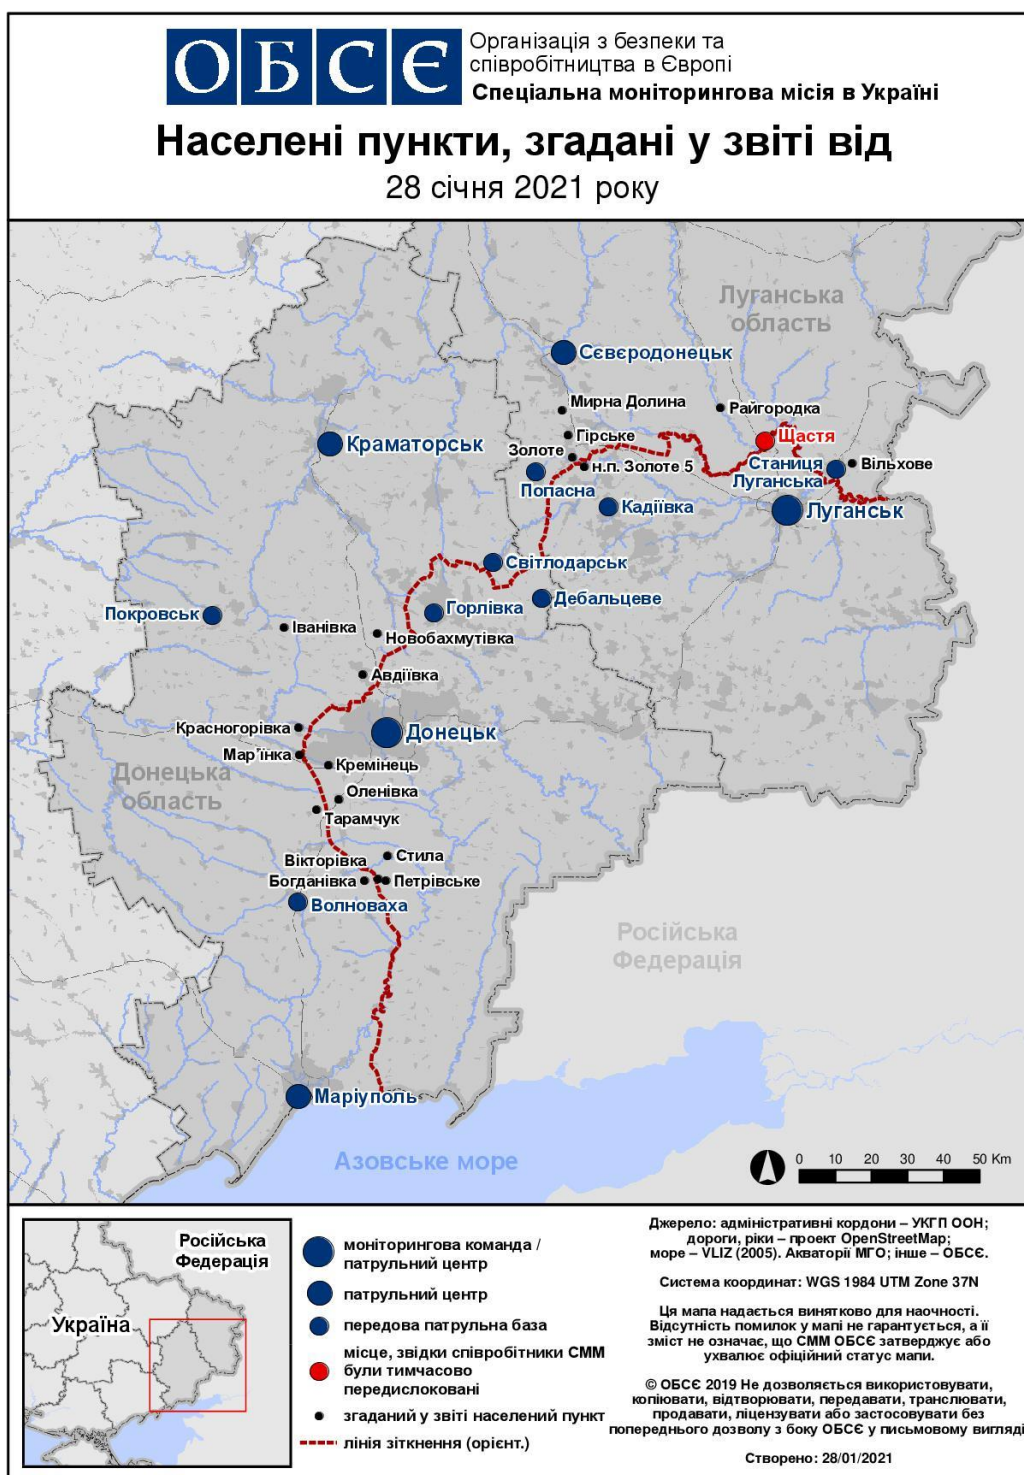 ОБСЄ
Організація з безпеки та
співробітництва в Європі
Спеціальна моніторингова місія в Україні
Населені пункти, згадані у звіті від
28 січня 2021 року
Луганська
область
Сєвєродонецьк
Мирна Долина
Райгородка
Гірське
Щастя
Краматорськ
Золоте
н.п. Золоте 5
Станиця
Луганська
Вільхове
Попасна
Кадіївка
Луганськ
Світлодарськ
Дебальцеве
Горлівка
Покровськ
Іванівка
Новобахмутівка
Авдіївка
Красногорівка
Донецьк
Мар'їнка
Кремінець
Донецька
область
Оленівка
Тарамчук
Вікторівка
Стила
Богданівка
Петрівське
Волноваха
Російська
Федерація
Маріуполь
Азовське море
0 10 20 30 40 50 Km
Російська
Федерація
Україна
моніторингова команда /
патрульний центр
патрульний центр
передова патрульна база
місце, звідки співробітники СММ
були тимчасово
передислоковані
згаданий у звіті населений пункт
лінія зіткнення (орієнт.)
Джерело: адміністративні кордони – УКГП ООН;
дороги, ріки – проект OpenStreetMap;
море – VLIZ (2005). Акваторії МГО; інше – ОБСЄ.
Система координат: WGS 1984 UTM Zone 37N
Ця мапа надається винятково для наочності.
Відсутність помилок у мапі не гарантується, а її
зміст не означає, що СММ ОБСЄ затверджує або
ухвалює офіційний статус мапи.
© ОБСЄ 2019 Не дозволяється використовувати,
копіювати, відтворювати, передавати, транслювати,
продавати, ліцензувати або застосовувати без
попереднього дозволу з боку ОБСЄ у письмовому вигляді
Створено: 28/01/2021